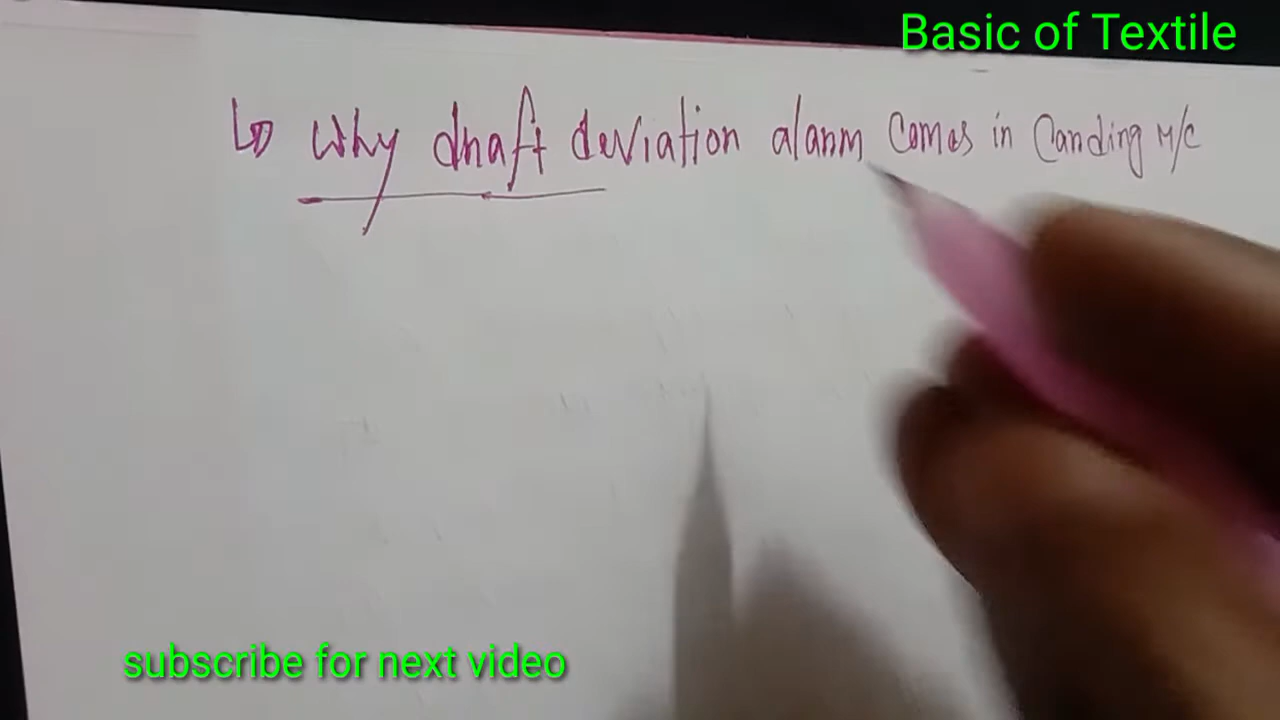 Basic of Textile
Why draft deviation alarm comes in Carding M/C
subscribe for next video